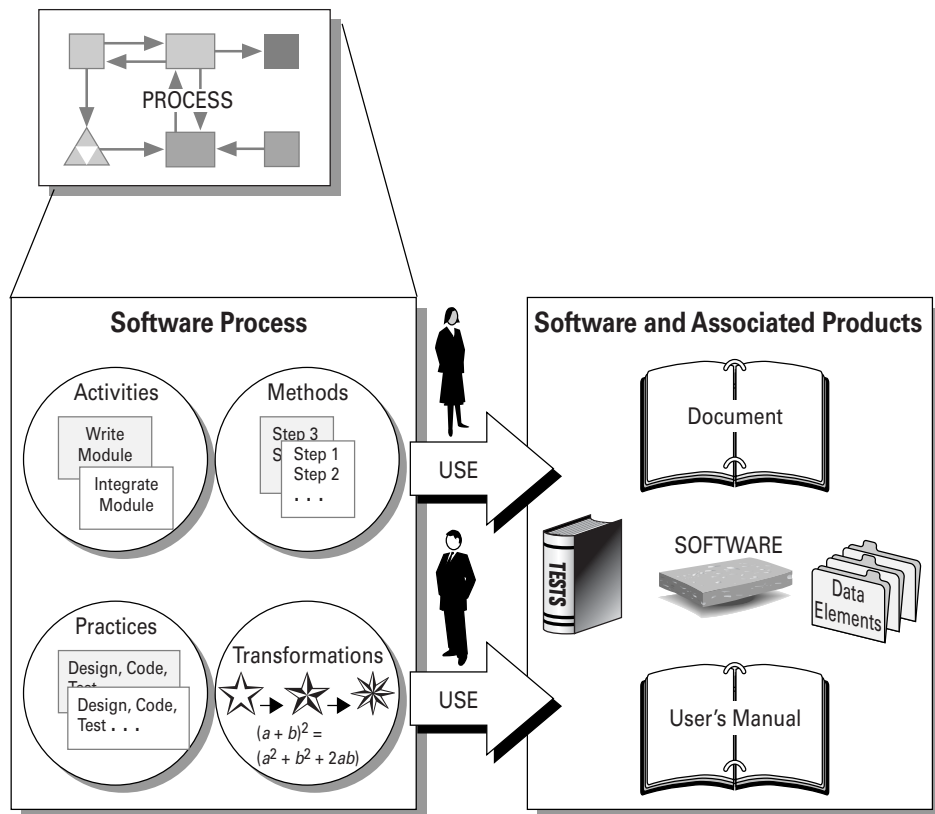 PROCESS
Software Process
Activities
Write
Module
Integrate
Module
Methods
Step 3
S
Step 1
Step 2
. . .
Practices
Design, Code,
Test
Design, Code,
Test . . .
Transformations
(a + b)² =
(a² + b² + 2ab)
USE
USE
Software and Associated Products
Document
TESTS
SOFTWARE
Data
Elements
User's Manual